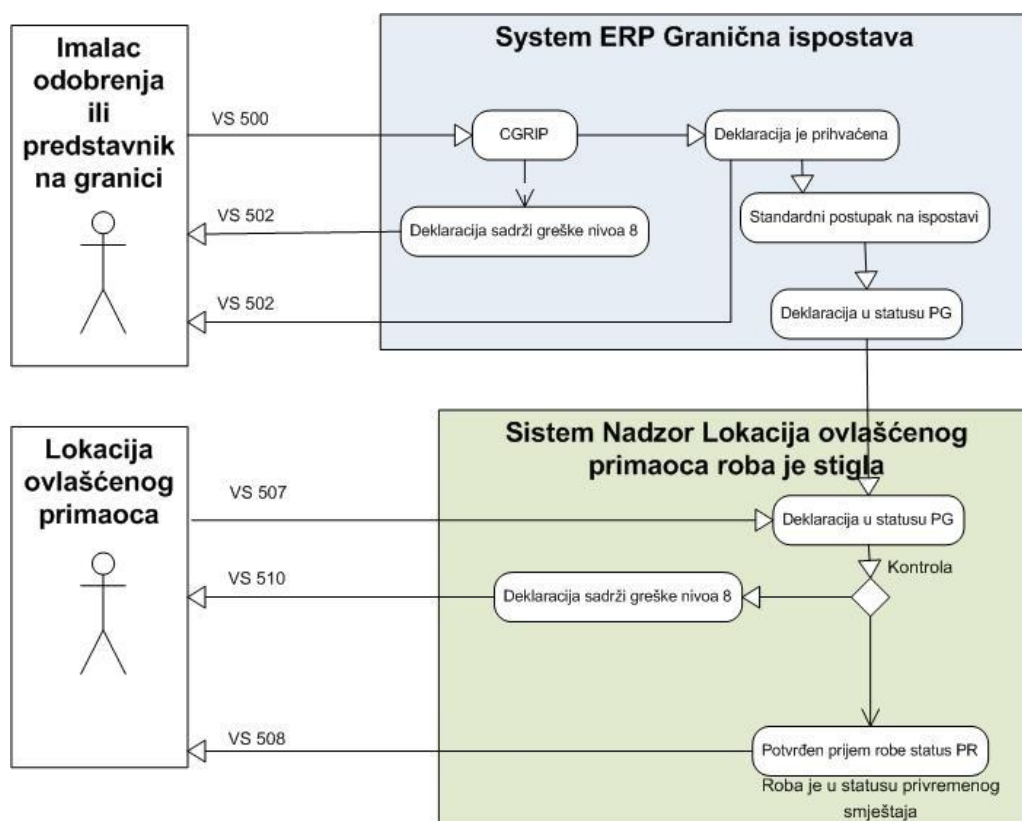 Imalac
odobrenja
ili
predstavnik
na granici
System ERP Granična ispostava
VS 500
CGRIP
Deklaracija je prihvaćena
VS 502
Deklaracija sadrži greške nivoa 8
Standardni postupak na ispostavi
VS 502
Deklaracija u statusu PG
Lokacija
ovlašćenog
primaoca
Sistem Nadzor Lokacija ovlašćenog
primaoca roba je stigla
VS 507
Deklaracija u statusu PG
Kontrola
VS 510
Deklaracija sadrži greške nivoa 8
VS 508
Potvrđen prijem robe status PR
Roba je u statusu privremenog
smještaja